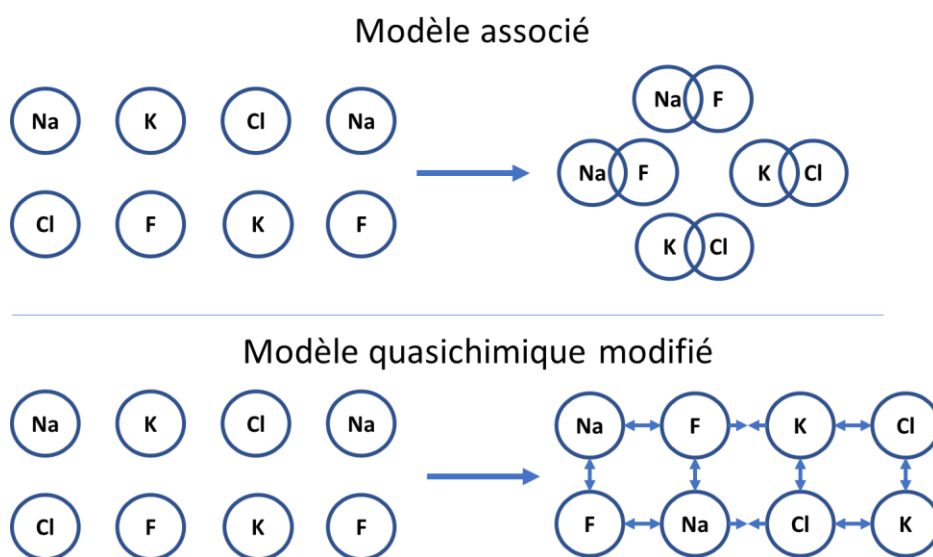 Modèle associé
Na K Cl Na
Cl F K F
Na F
Na F K Cl
K Cl
Modèle quasichimique modifié
Na K Cl Na
Cl F K F
Na F K Cl
F Na Cl K